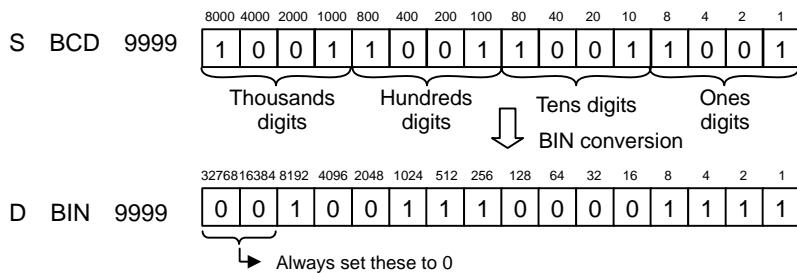 8000 4000 2000 1000 800 400 200 100 80 40 20 10 8 4 2 1
S BCD 9999 1 0 0 1 1 0 0 1 1 0 0 1 1 0 0 1
Thousands digits Hundreds digits Tens digits Ones digits
BIN conversion
32768 16384 8192 4096 2048 1024 512 256 128 64 32 16 8 4 2 1
D BIN 9999 0 0 1 0 0 1 1 1 0 0 0 0 1 1 1 1
Always set these to 0